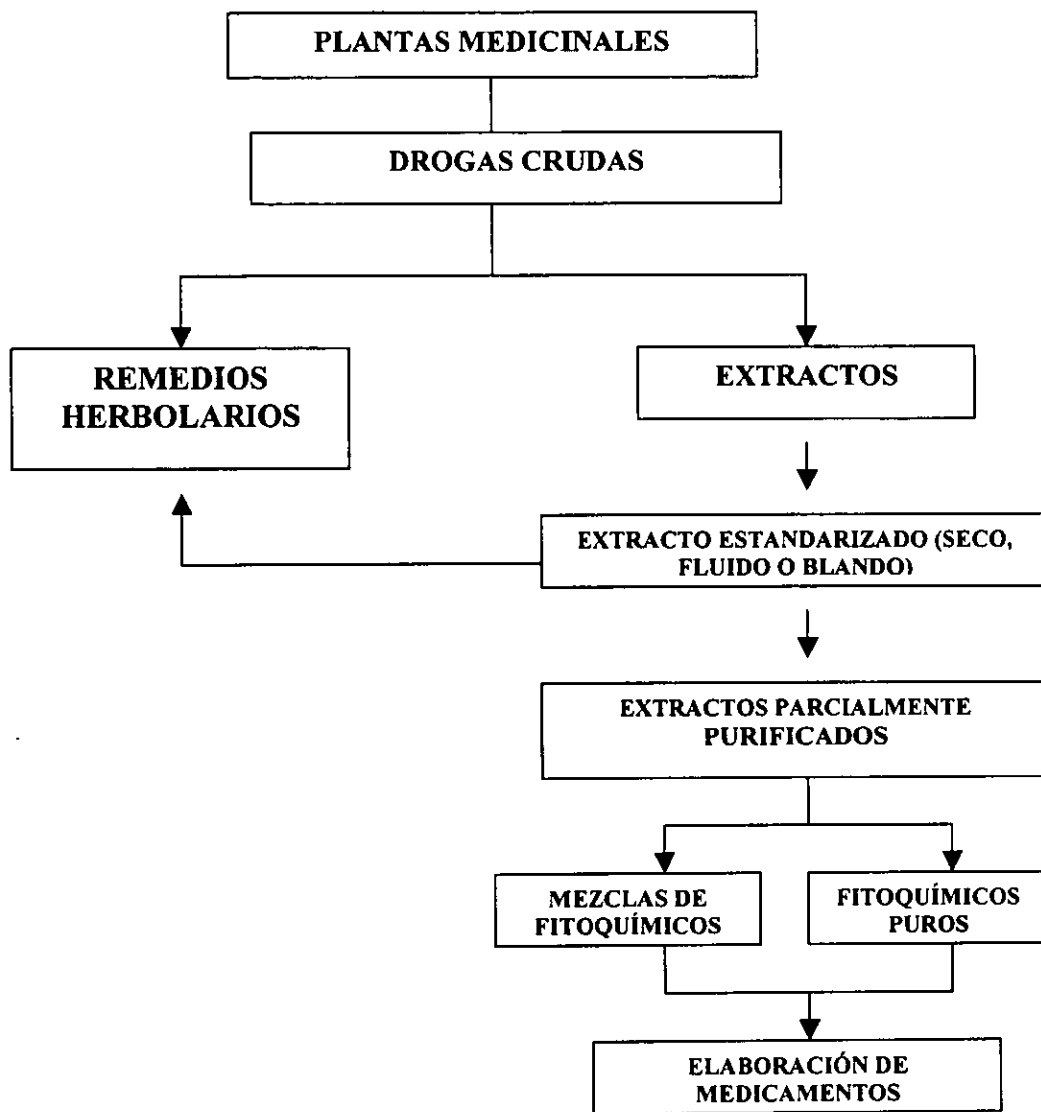 PLANTAS MEDICINALES
DROGAS CRUDAS
REMEDIOS
HERBOLARIOS
EXTRACTOS
EXTRACTO ESTANDARIZADO (SECO,
FLUIDO O BLANDO)
EXTRACTOS PARCIALMENTE
PURIFICADOS
MEZCLAS DE
FITOQUÍMICOS
FITOQUÍMICOS
PUROS
ELABORACIÓN DE
MEDICAMENTOS